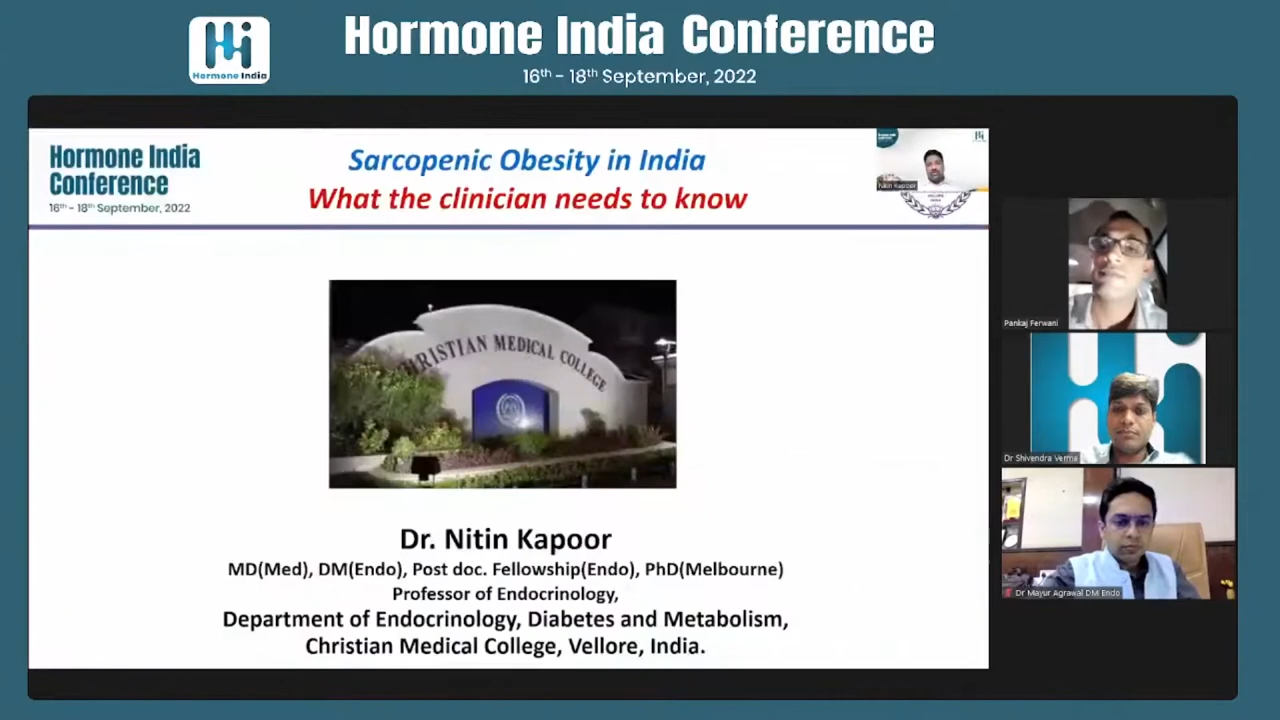 Hormone India Conference
16th - 18th September, 2022
Hi
Hormone India
Hormone India
Conference
16th - 18th September, 2022
Sarcopenic Obesity in India
What the clinician needs to know
Nitin Kapoor
CHRISTIAN MEDICAL COLLEGE
Dr. Nitin Kapoor
MD(Med), DM(Endo), Post doc. Fellowship(Endo), PhD(Melbourne)
Professor of Endocrinology,
Department of Endocrinology, Diabetes and Metabolism,
Christian Medical College, Vellore, India.
Pankaj Ferwani
Dr Shivendra Verma
Dr Mayur Agrawal DM Endo